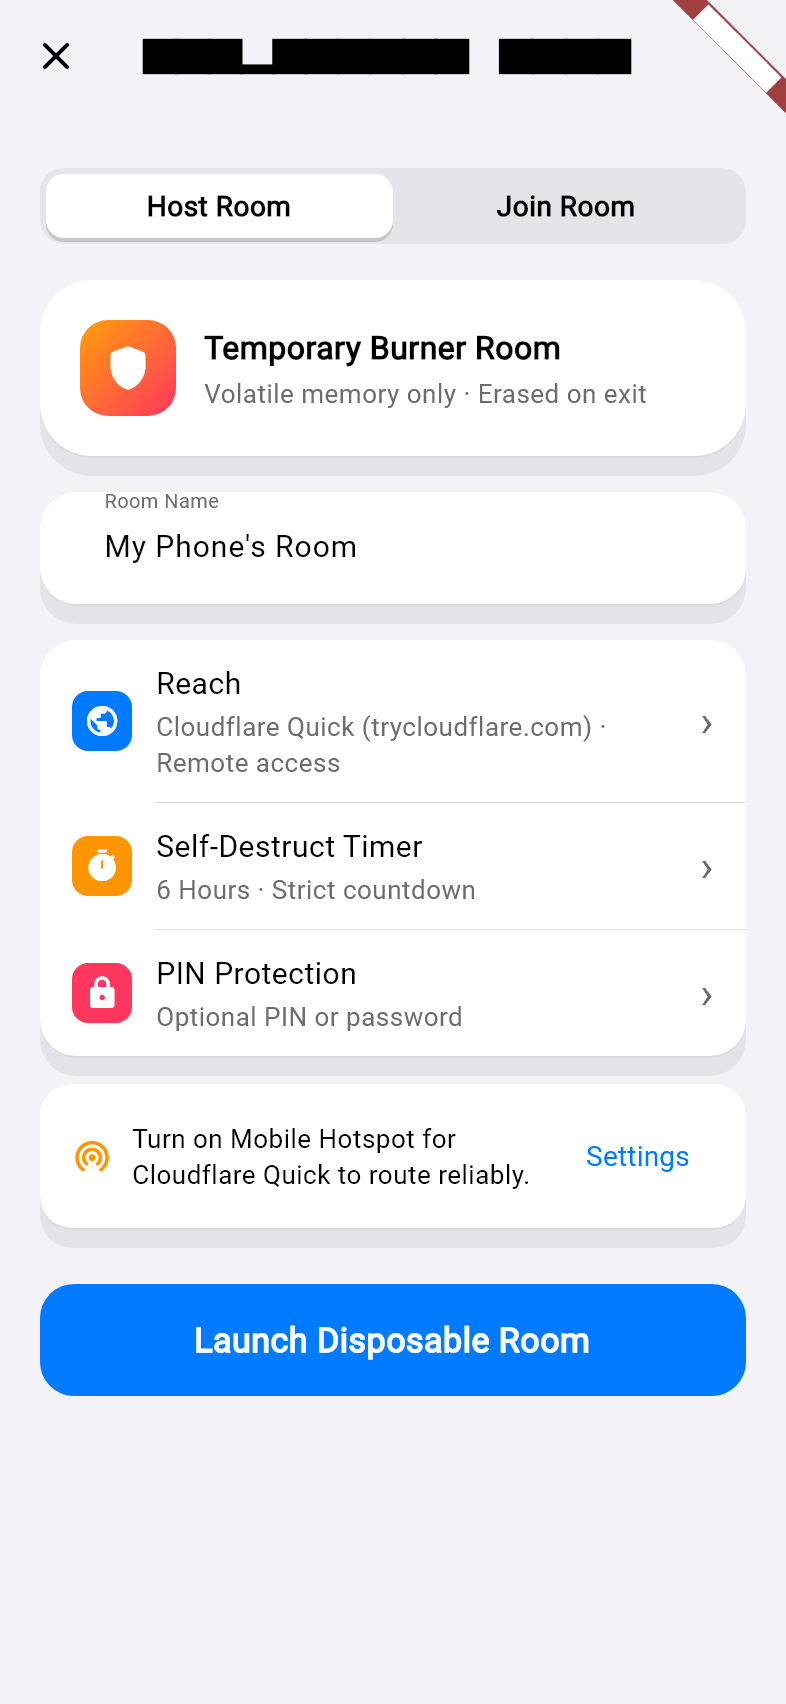 Host Room
Join Room
Temporary Burner Room
Volatile memory only · Erased on exit
Room Name
My Phone's Room
Reach
Cloudflare Quick (trycloudflare.com) ·
Remote access
Self-Destruct Timer
6 Hours · Strict countdown
PIN Protection
Optional PIN or password
Turn on Mobile Hotspot for
Cloudflare Quick to route reliably.
Settings
Launch Disposable Room